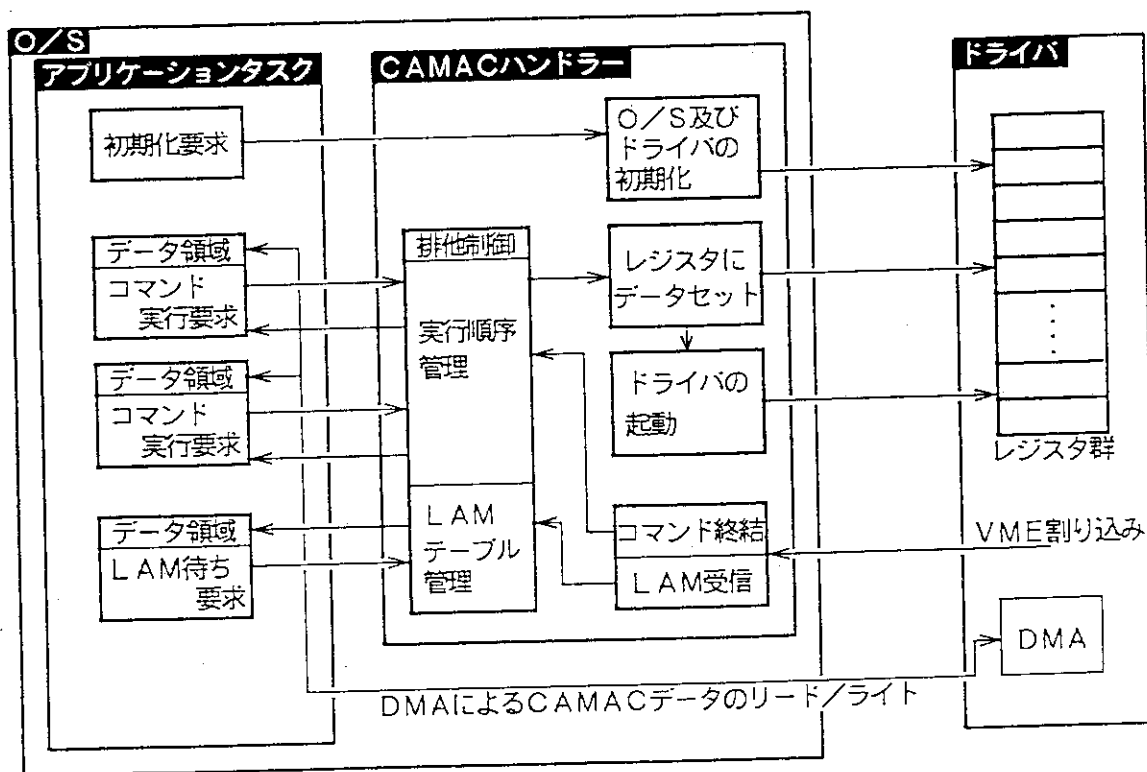 O/S
アプリケーションタスク
CAMACハンドラー
ドライバ
初期化要求
O/S及び
ドライバの
初期化
データ領域
コマンド
実行要求
排他制御
実行順序
管理
レジスタに
データセット
データ領域
コマンド
実行要求
ドライバの
起動
レジスタ群
データ領域
LAM待ち
要求
LAM
テーブル
管理
コマンド終結
LAM受信
VME割り込み
DMA
DMAによるCAMACデータのリード/ライト